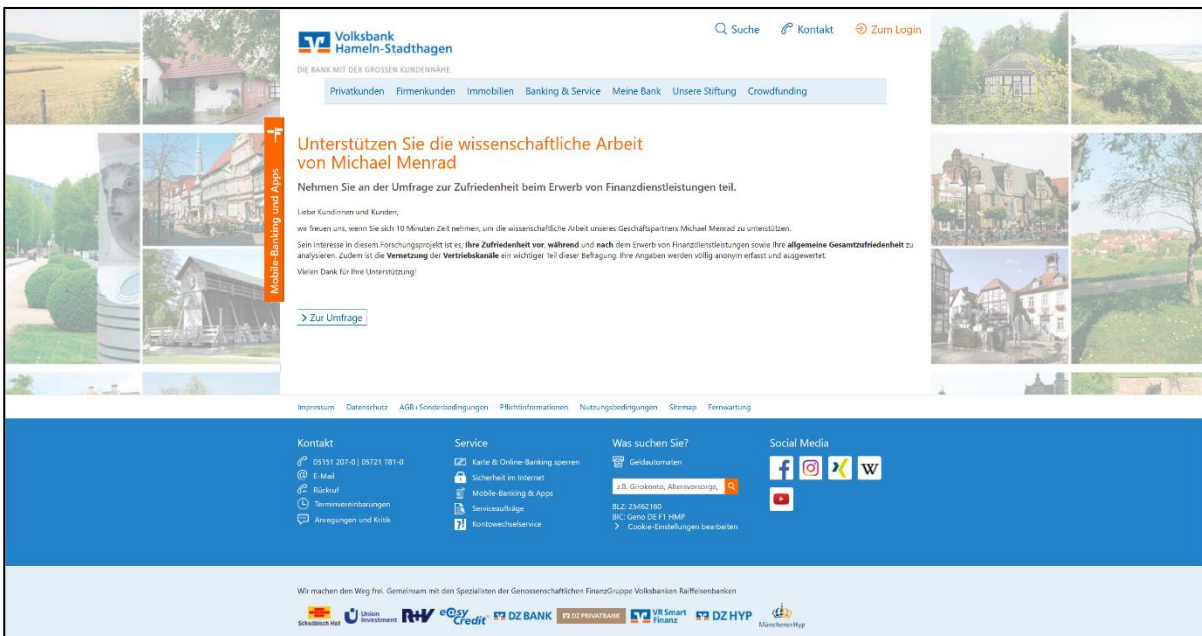 Volksbank
Hameln-Stadthagen
DIE BANK MIT DER GROSSEN KUNDENNÄHE.
Suche Kontakt Zum Login
Privatkunden Firmenkunden Immobilien Banking & Service Meine Bank Unsere Stiftung Crowdfunding
Mobile-Banking und Apps
Unterstützen Sie die wissenschaftliche Arbeit
von Michael Menrad
Nehmen Sie an der Umfrage zur Zufriedenheit beim Erwerb von Finanzdienstleistungen teil.
Liebe Kundinnen und Kunden,
wir freuen uns, wenn Sie sich 10 Minuten Zeit nehmen, um die wissenschaftliche Arbeit unseres Geschäftspartners Michael Menrad zu unterstützen.
Sein Interesse in diesem Forschungsprojekt ist es, Ihre Zufriedenheit vor, während und nach dem Erwerb von Finanzdienstleistungen sowie Ihre allgemeine Gesamtzufriedenheit zu
analysieren. Zudem ist die Vernetzung der Vertriebskanäle ein wichtiger Teil dieser Befragung. Ihre Angaben werden völlig anonym erfasst und ausgewertet.
Vielen Dank für Ihre Unterstützung!
> Zur Umfrage
Impressum Datenschutz AGB+Sonderbedingungen Pflichtinformationen Nutzungsbedingungen Sitemap Fernwartung
Kontakt
05151 207-0 | 05721 781-0
E-Mail
Rückruf
Terminvereinbarungen
Anregungen und Kritik
Service
Karte & Online-Banking sperren
Sicherheit im Internet
Mobile-Banking & Apps
Serviceaufträge
Kontowechselservice
Was suchen Sie?
Geldautomaten
z.B. Girokonto, Altersvorsorge,
BLZ: 25462160
BIC: Geno DE F1 HMP
> Cookie-Einstellungen bearbeiten
Social Media
Wir machen den Weg frei. Gemeinsam mit den Spezialisten der Genossenschaftlichen FinanzGruppe Volksbanken Raiffeisenbanken
Schwäbisch Hall Union Investment R+V easyCredit DZ BANK DZ PRIVATBANK VR Smart Finanz DZ HYP MünchenerHyp